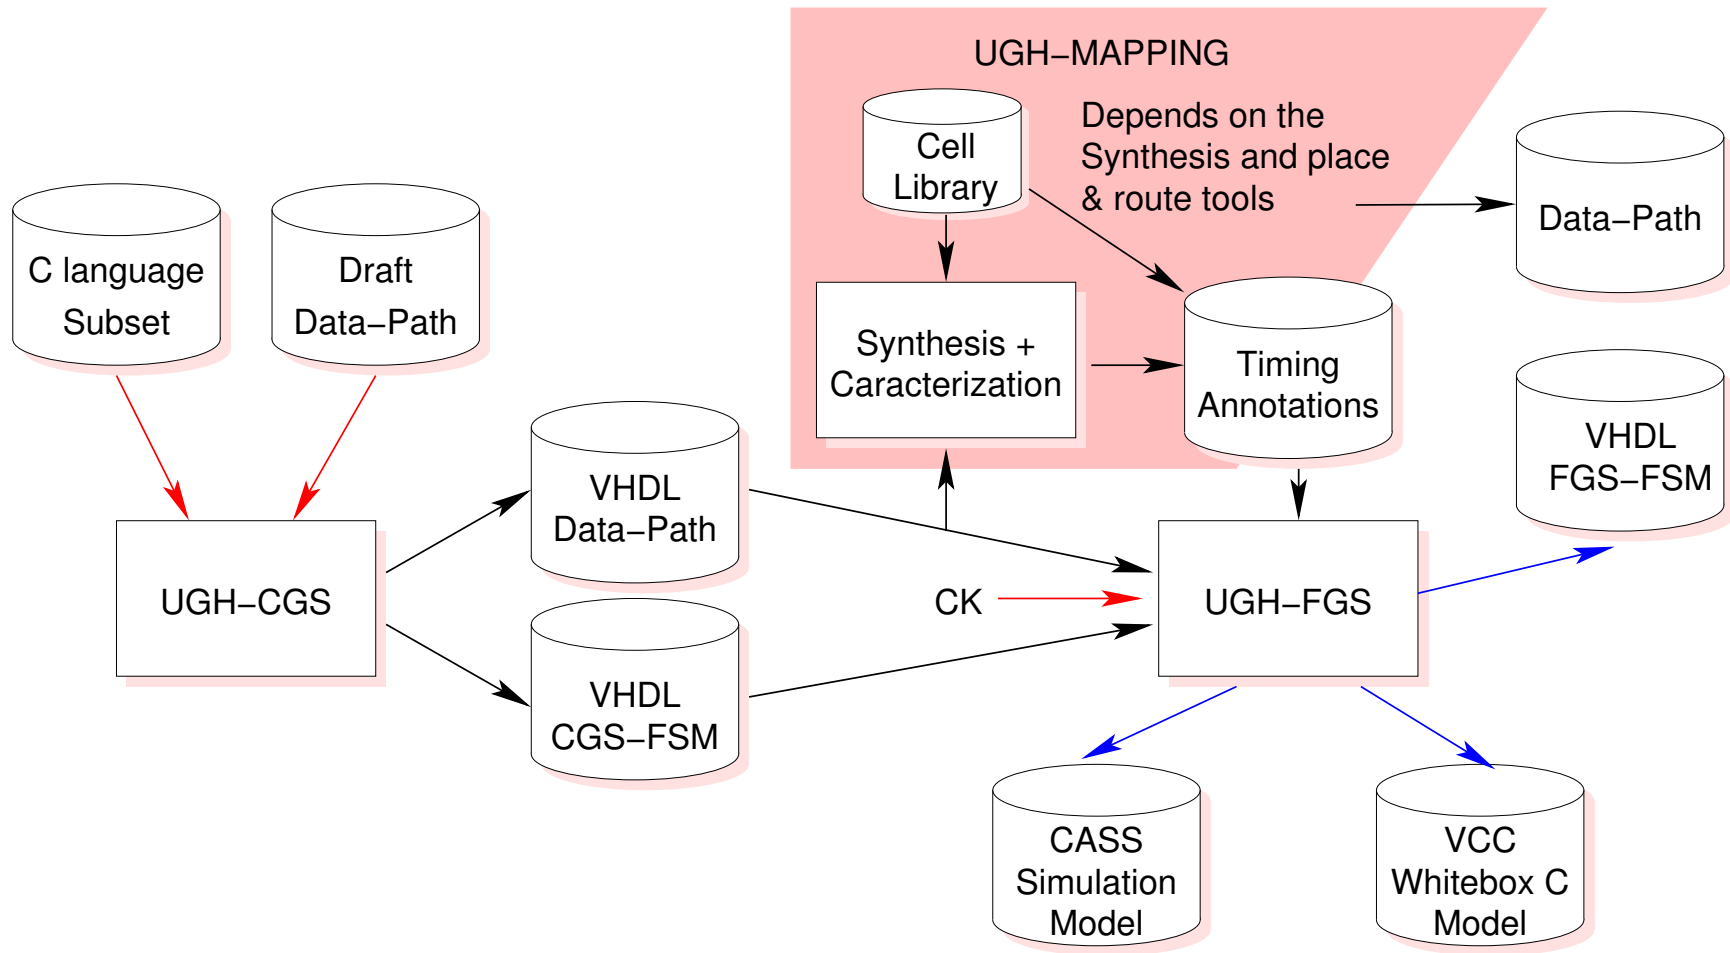 UGH–MAPPING
Cell
Library
Depends on the
Synthesis and place
& route tools
Data–Path
C language
Subset
Draft
Data–Path
Synthesis +
Caracterization
Timing
Annotations
VHDL
FGS–FSM
VHDL
Data–Path
UGH–CGS
CK
UGH–FGS
VHDL
CGS–FSM
CASS
Simulation
Model
VCC
Whitebox C
Model